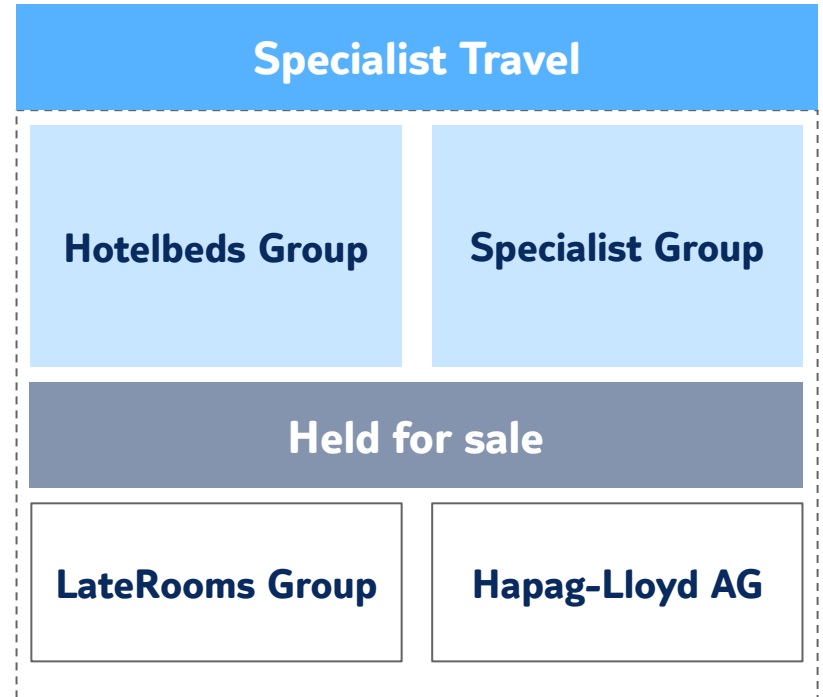 Specialist Travel
Hotelbeds Group
Specialist Group
Held for sale
LateRooms Group
Hapag-Lloyd AG